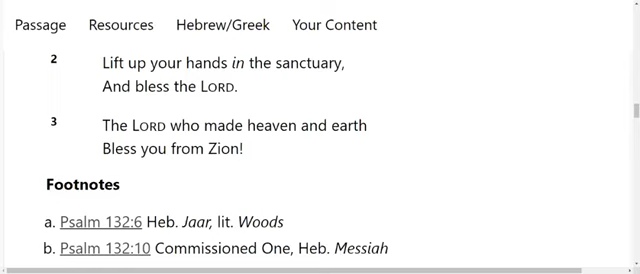 Passage Resources Hebrew/Greek Your Content
2 Lift up your hands in the sanctuary,
And bless the LORD.
3 The LORD who made heaven and earth
Bless you from Zion!
Footnotes
a. Psalm 132:6 Heb. Jaar, lit. Woods
b. Psalm 132:10 Commissioned One, Heb. Messiah